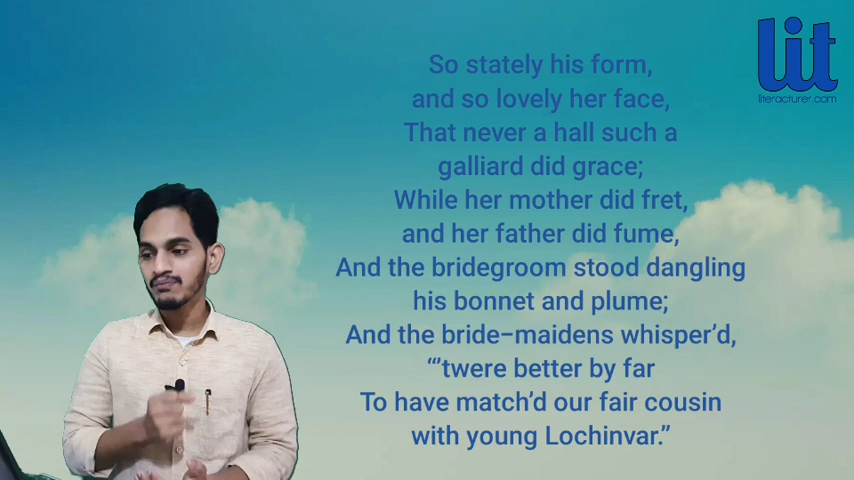 lit
literacturer.com
So stately his form,
and so lovely her face,
That never a hall such a
galliard did grace;
While her mother did fret,
and her father did fume,
And the bridegroom stood dangling
his bonnet and plume;
And the bride-maidens whisper’d,
“’twere better by far
To have match’d our fair cousin
with young Lochinvar.”